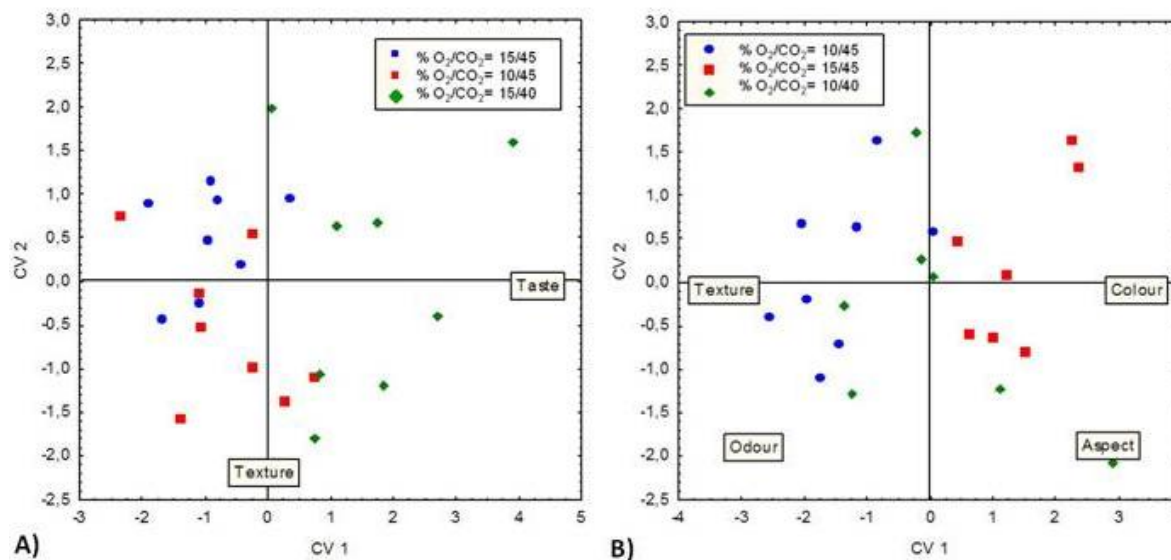 3,0
2,5
2,0
1,5
1,0
0,5
0,0
-0,5
-1,0
-1,5
-2,0
-2,5
CV 2
% O₂/CO₂= 15/45
% O₂/CO₂= 10/45
% O₂/CO₂= 15/40
Taste
Texture
-3 -2 -1 0 1 2 3 4 5
CV 1
A)
3,0
2,5
2,0
1,5
1,0
0,5
0,0
-0,5
-1,0
-1,5
-2,0
-2,5
CV 2
% O₂/CO₂= 10/45
% O₂/CO₂= 15/45
% O₂/CO₂= 10/40
Texture
Colour
Odour
Aspect
-4 -3 -2 -1 0 1 2 3
CV 1
B)